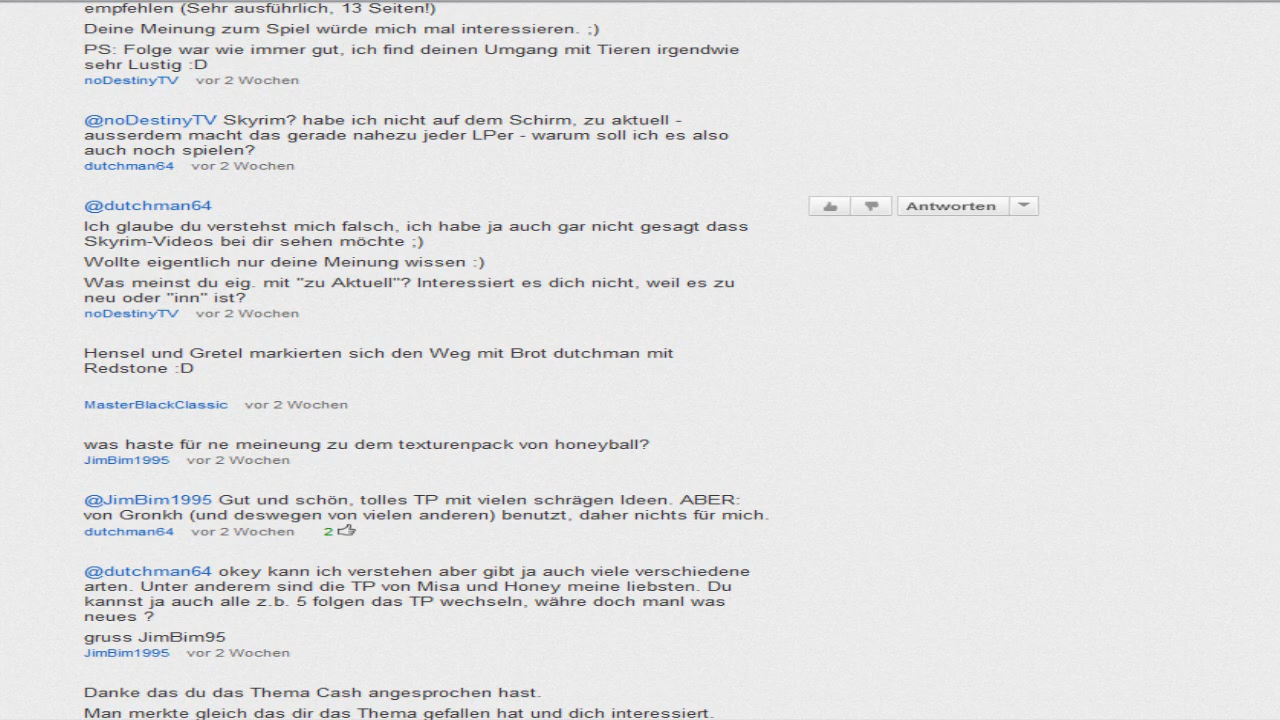 empfehlen (Sehr ausführlich, 13 Seiten!)
Deine Meinung zum Spiel würde mich mal interessieren. ;)
PS: Folge war wie immer gut, ich find deinen Umgang mit Tieren irgendwie
sehr Lustig :D
noDestinyTV vor 2 Wochen
@noDestinyTV Skyrim? habe ich nicht auf dem Schirm, zu aktuell -
ausserdem macht das gerade nahezu jeder LPer - warum soll ich es also
auch noch spielen?
dutchman64 vor 2 Wochen
@dutchman64
Antworten
Ich glaube du verstehst mich falsch, ich habe ja auch gar nicht gesagt dass
Skyrim-Videos bei dir sehen möchte ;)
Wollte eigentlich nur deine Meinung wissen :)
Was meinst du eig. mit "zu Aktuell"? Interessiert es dich nicht, weil es zu
neu oder "inn" ist?
noDestinyTV vor 2 Wochen
Hensel und Gretel markierten sich den Weg mit Brot dutchman mit
Redstone :D
MasterBlackClassic vor 2 Wochen
was haste für ne meineung zu dem texturenpack von honeyball?
JimBim1995 vor 2 Wochen
@JimBim1995 Gut und schön, tolles TP mit vielen schrägen Ideen. ABER:
von Gronkh (und deswegen von vielen anderen) benutzt, daher nichts für mich.
dutchman64 vor 2 Wochen 2
@dutchman64 okey kann ich verstehen aber gibt ja auch viele verschiedene
arten. Unter anderem sind die TP von Misa und Honey meine liebsten. Du
kannst ja auch alle z.b. 5 folgen das TP wechseln, währe doch manl was
neues ?
gruss JimBim95
JimBim1995 vor 2 Wochen
Danke das du das Thema Cash angesprochen hast.
Man merkte gleich das dir das Thema gefallen hat und dich interessiert.